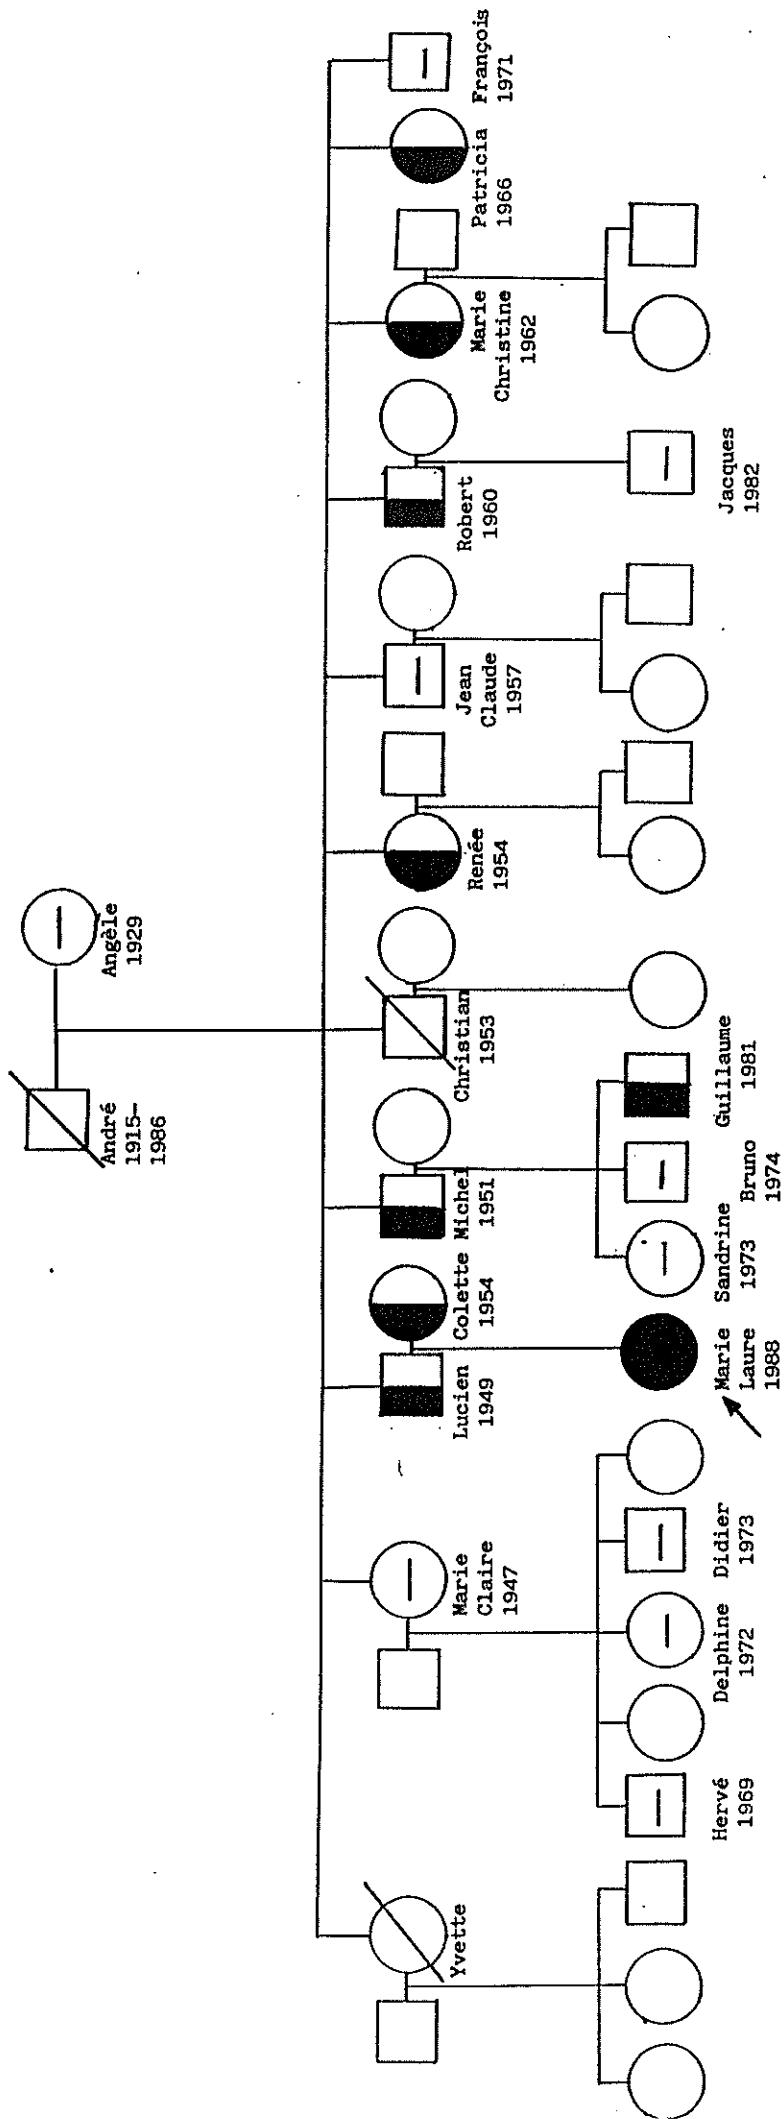 André
1915-
1986
Angèle
1929
Yvette
Marie
Claire
1947
Lucien
1949
Colette
1954
Michel
1951
Christian
1953
Renée
1954
Jean
Claude
1957
Robert
1960
Marie
Christine
1962
Patricia
1966
François
1971
Hervé
1969
Delphine
1972
Didier
1973
Marie
Laure
1988
Sandrine
1973
Bruno
1974
Guillaume
1981
Jacques
1982